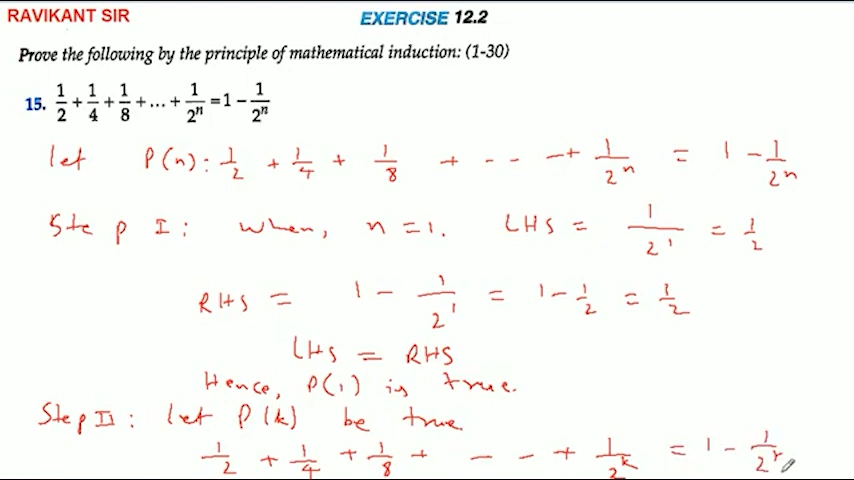 RAVIKANT SIR
EXERCISE 12.2
Prove the following by the principle of mathematical induction: (1-30)
15. 1/2 + 1/4 + 1/8 + ... + 1/2^n = 1 − 1/2^n
let P(n): 1/2 + 1/4 + 1/8 + -- -+ 1/2^n = 1 − 1/2^n
Step I: when, n = 1. LHS = 1/2^1 = 1/2
RHS = 1 − 1/2^1 = 1 − 1/2 = 1/2
LHS = RHS
Hence, P(1) is true.
Step II: let P(k) be true
1/2 + 1/4 + 1/8 + - - + 1/2^k = 1 − 1/2^k